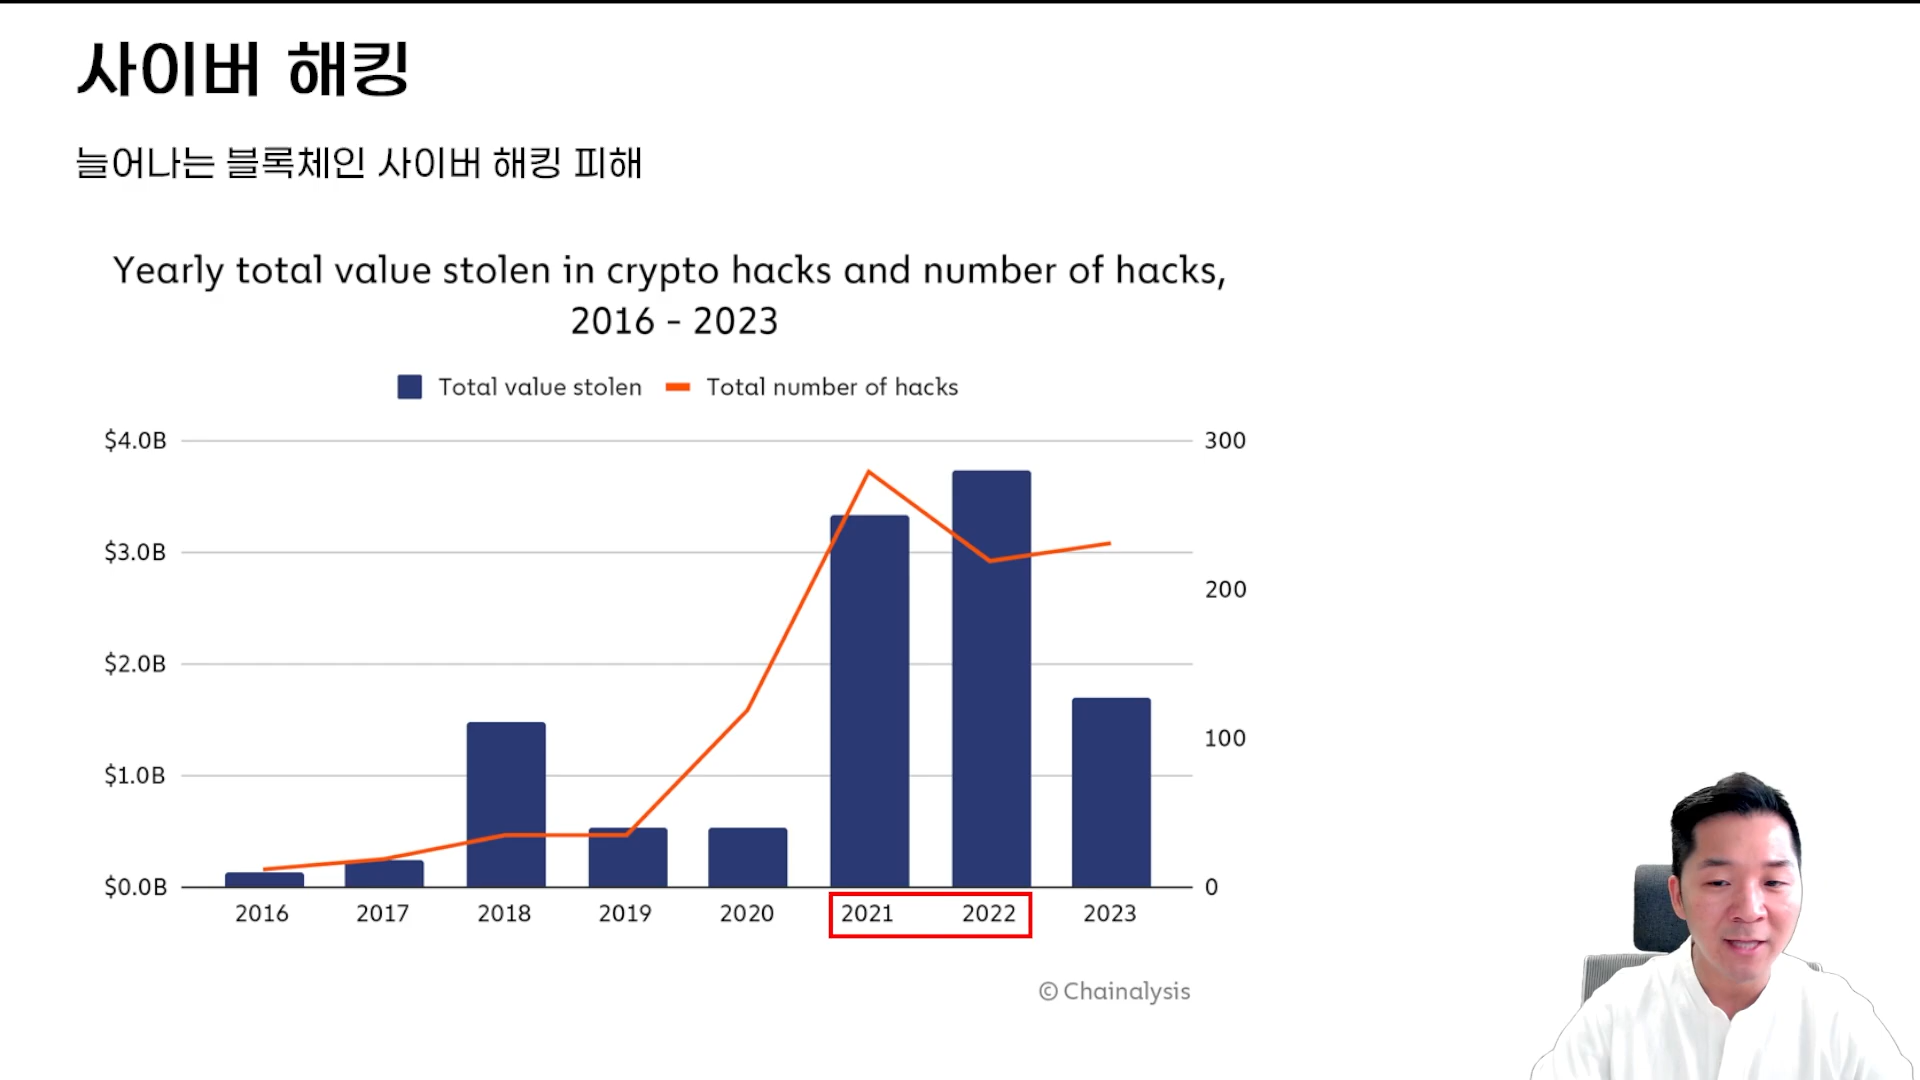 사이버 해킹
늘어나는 블록체인 사이버 해킹 피해
Yearly total value stolen in crypto hacks and number of hacks,
2016 - 2023
Total value stolen Total number of hacks
$4.0B 300
$3.0B
200
$2.0B
100
$1.0B
$0.0B 0
2016 2017 2018 2019 2020 2021 2022 2023
© Chainalysis